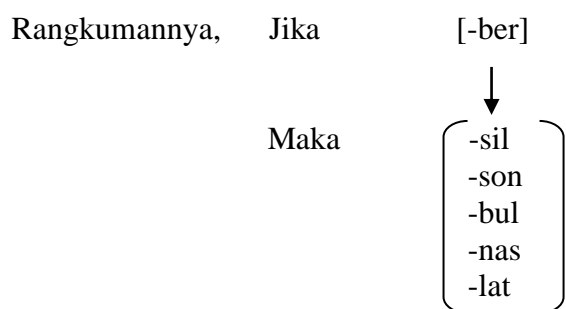 Rangkumannya, Jika [-ber]
Maka -sil
-son
-bul
-nas
-lat